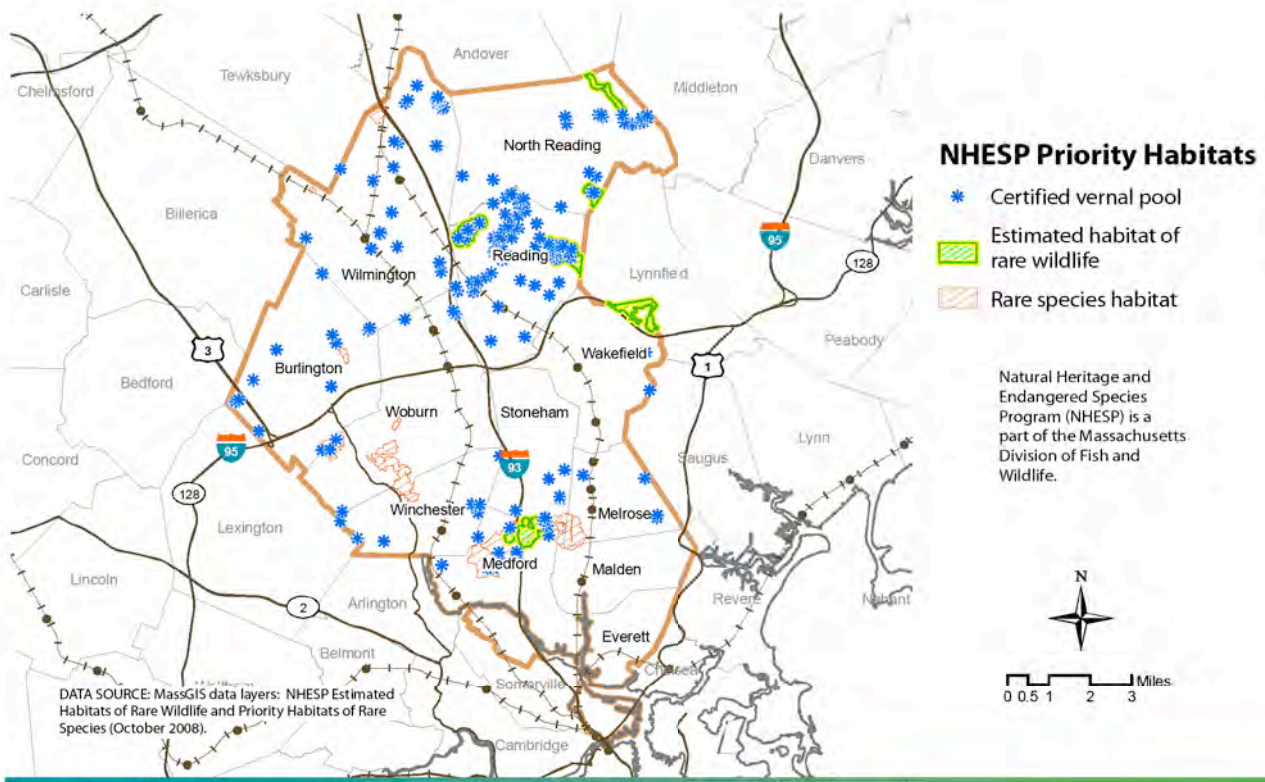 Andover
Tewksbury
Middleton
Chelmsford
North Reading
Danvers
Billerica
95
Reading
Lynnfield
128
Wilmington
Carlisle
3
Wakefield
Peabody
Burlington
1
Bedford
Woburn
Stoneham
Lynn
95
93
Saugus
Concord
128
Winchester
Melrose
Lexington
Medford
Malden
Lincoln
2
Arlington
Revere
Nahant
Everett
Belmont
Chelsea
Somerville
Cambridge
DATA SOURCE: MassGIS data layers: NHESP Estimated
Habitats of Rare Wildlife and Priority Habitats of Rare
Species (October 2008).
NHESP Priority Habitats
Certified vernal pool
Estimated habitat of
rare wildlife
Rare species habitat
Natural Heritage and
Endangered Species
Program (NHESP) is a
part of the Massachusetts
Division of Fish and
Wildlife.
N
Miles
0 0.5 1 2 3